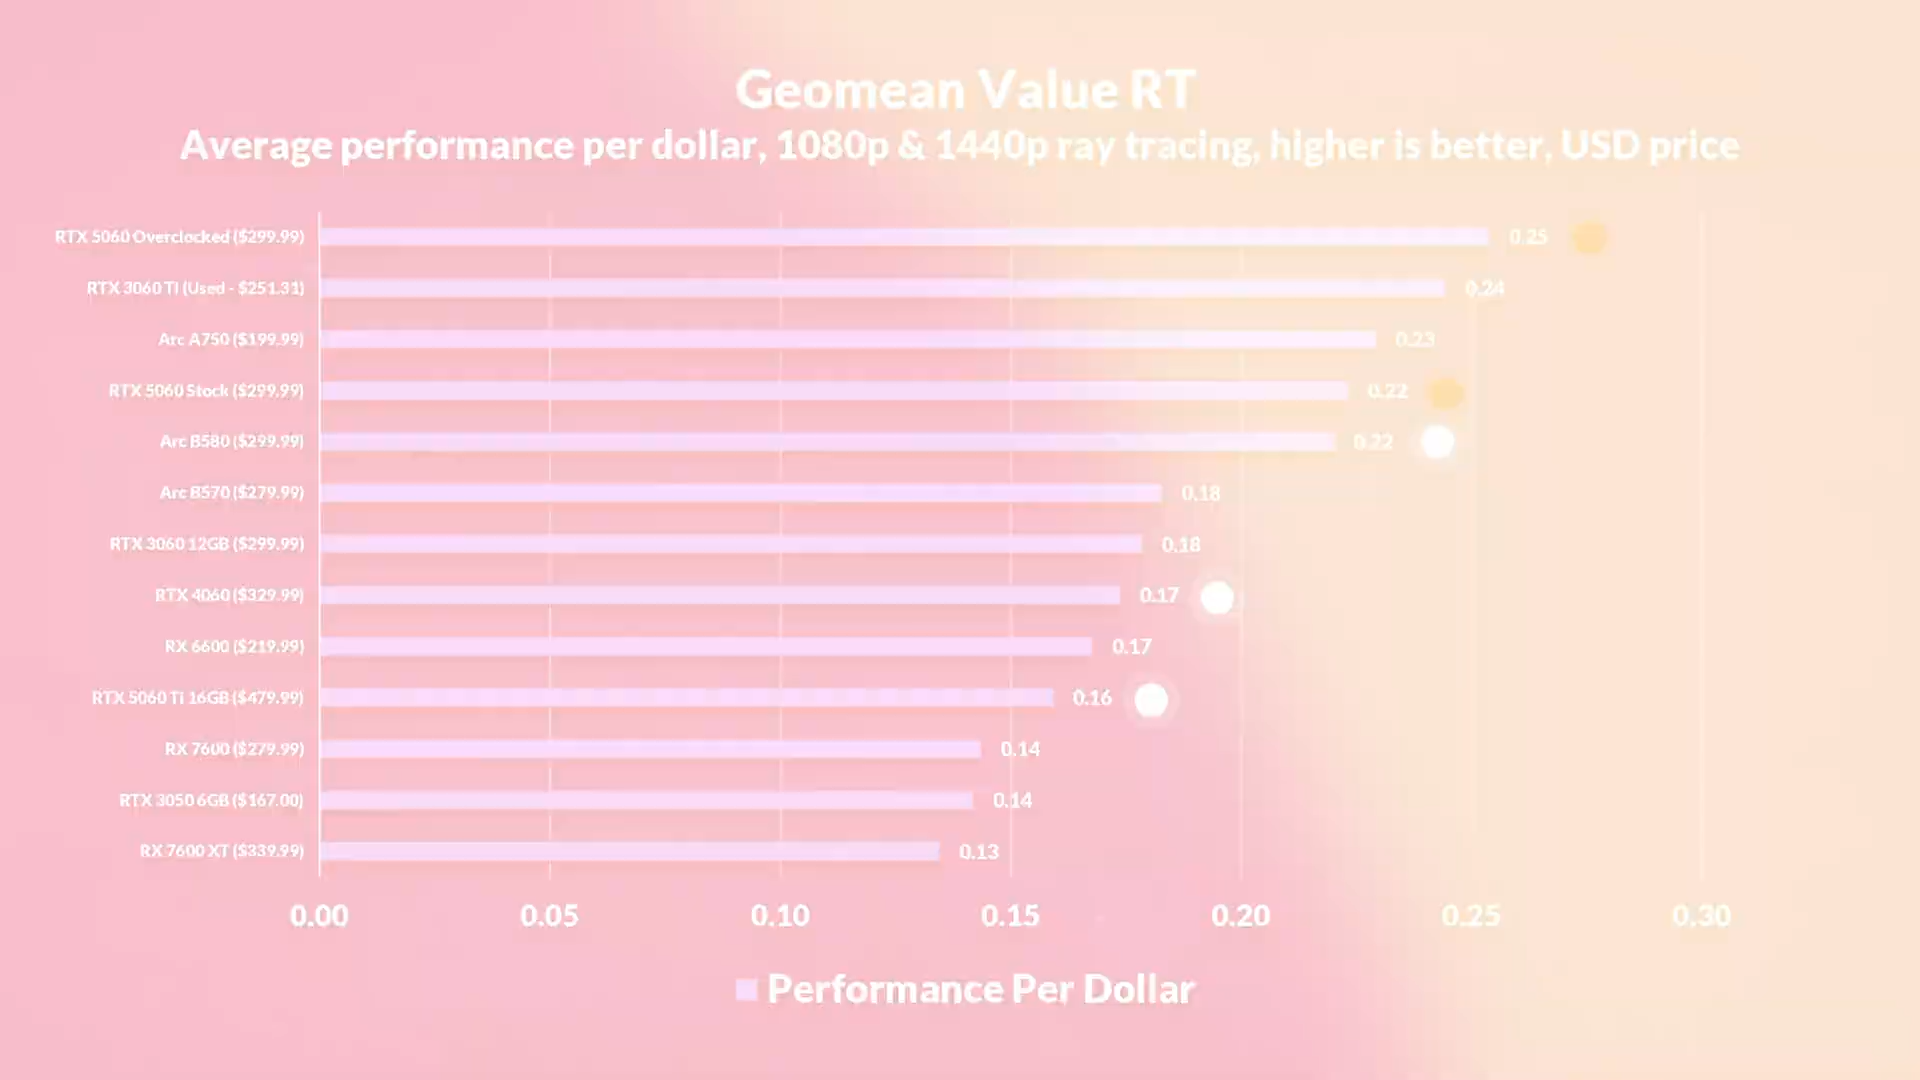 Geomean Value RT
Average performance per dollar, 1080p & 1440p ray tracing, higher is better, USD price
RTX 5060 Overclocked ($299.99) 0.25
RTX 3060 Ti (Used - $251.31) 0.24
Arc A750 ($199.99) 0.23
RTX 5060 Stock ($299.99) 0.22
Arc B580 ($299.99) 0.22
Arc B570 ($279.99) 0.18
RTX 3060 12GB ($299.99) 0.18
RTX 4060 ($329.99) 0.17
RX 6600 ($219.99) 0.17
RTX 5060 Ti 16GB ($479.99) 0.16
RX 7600 ($279.99) 0.14
RTX 3050 6GB ($167.00) 0.14
RX 7600 XT ($339.99) 0.13
0.00 0.05 0.10 0.15 0.20 0.25 0.30
Performance Per Dollar